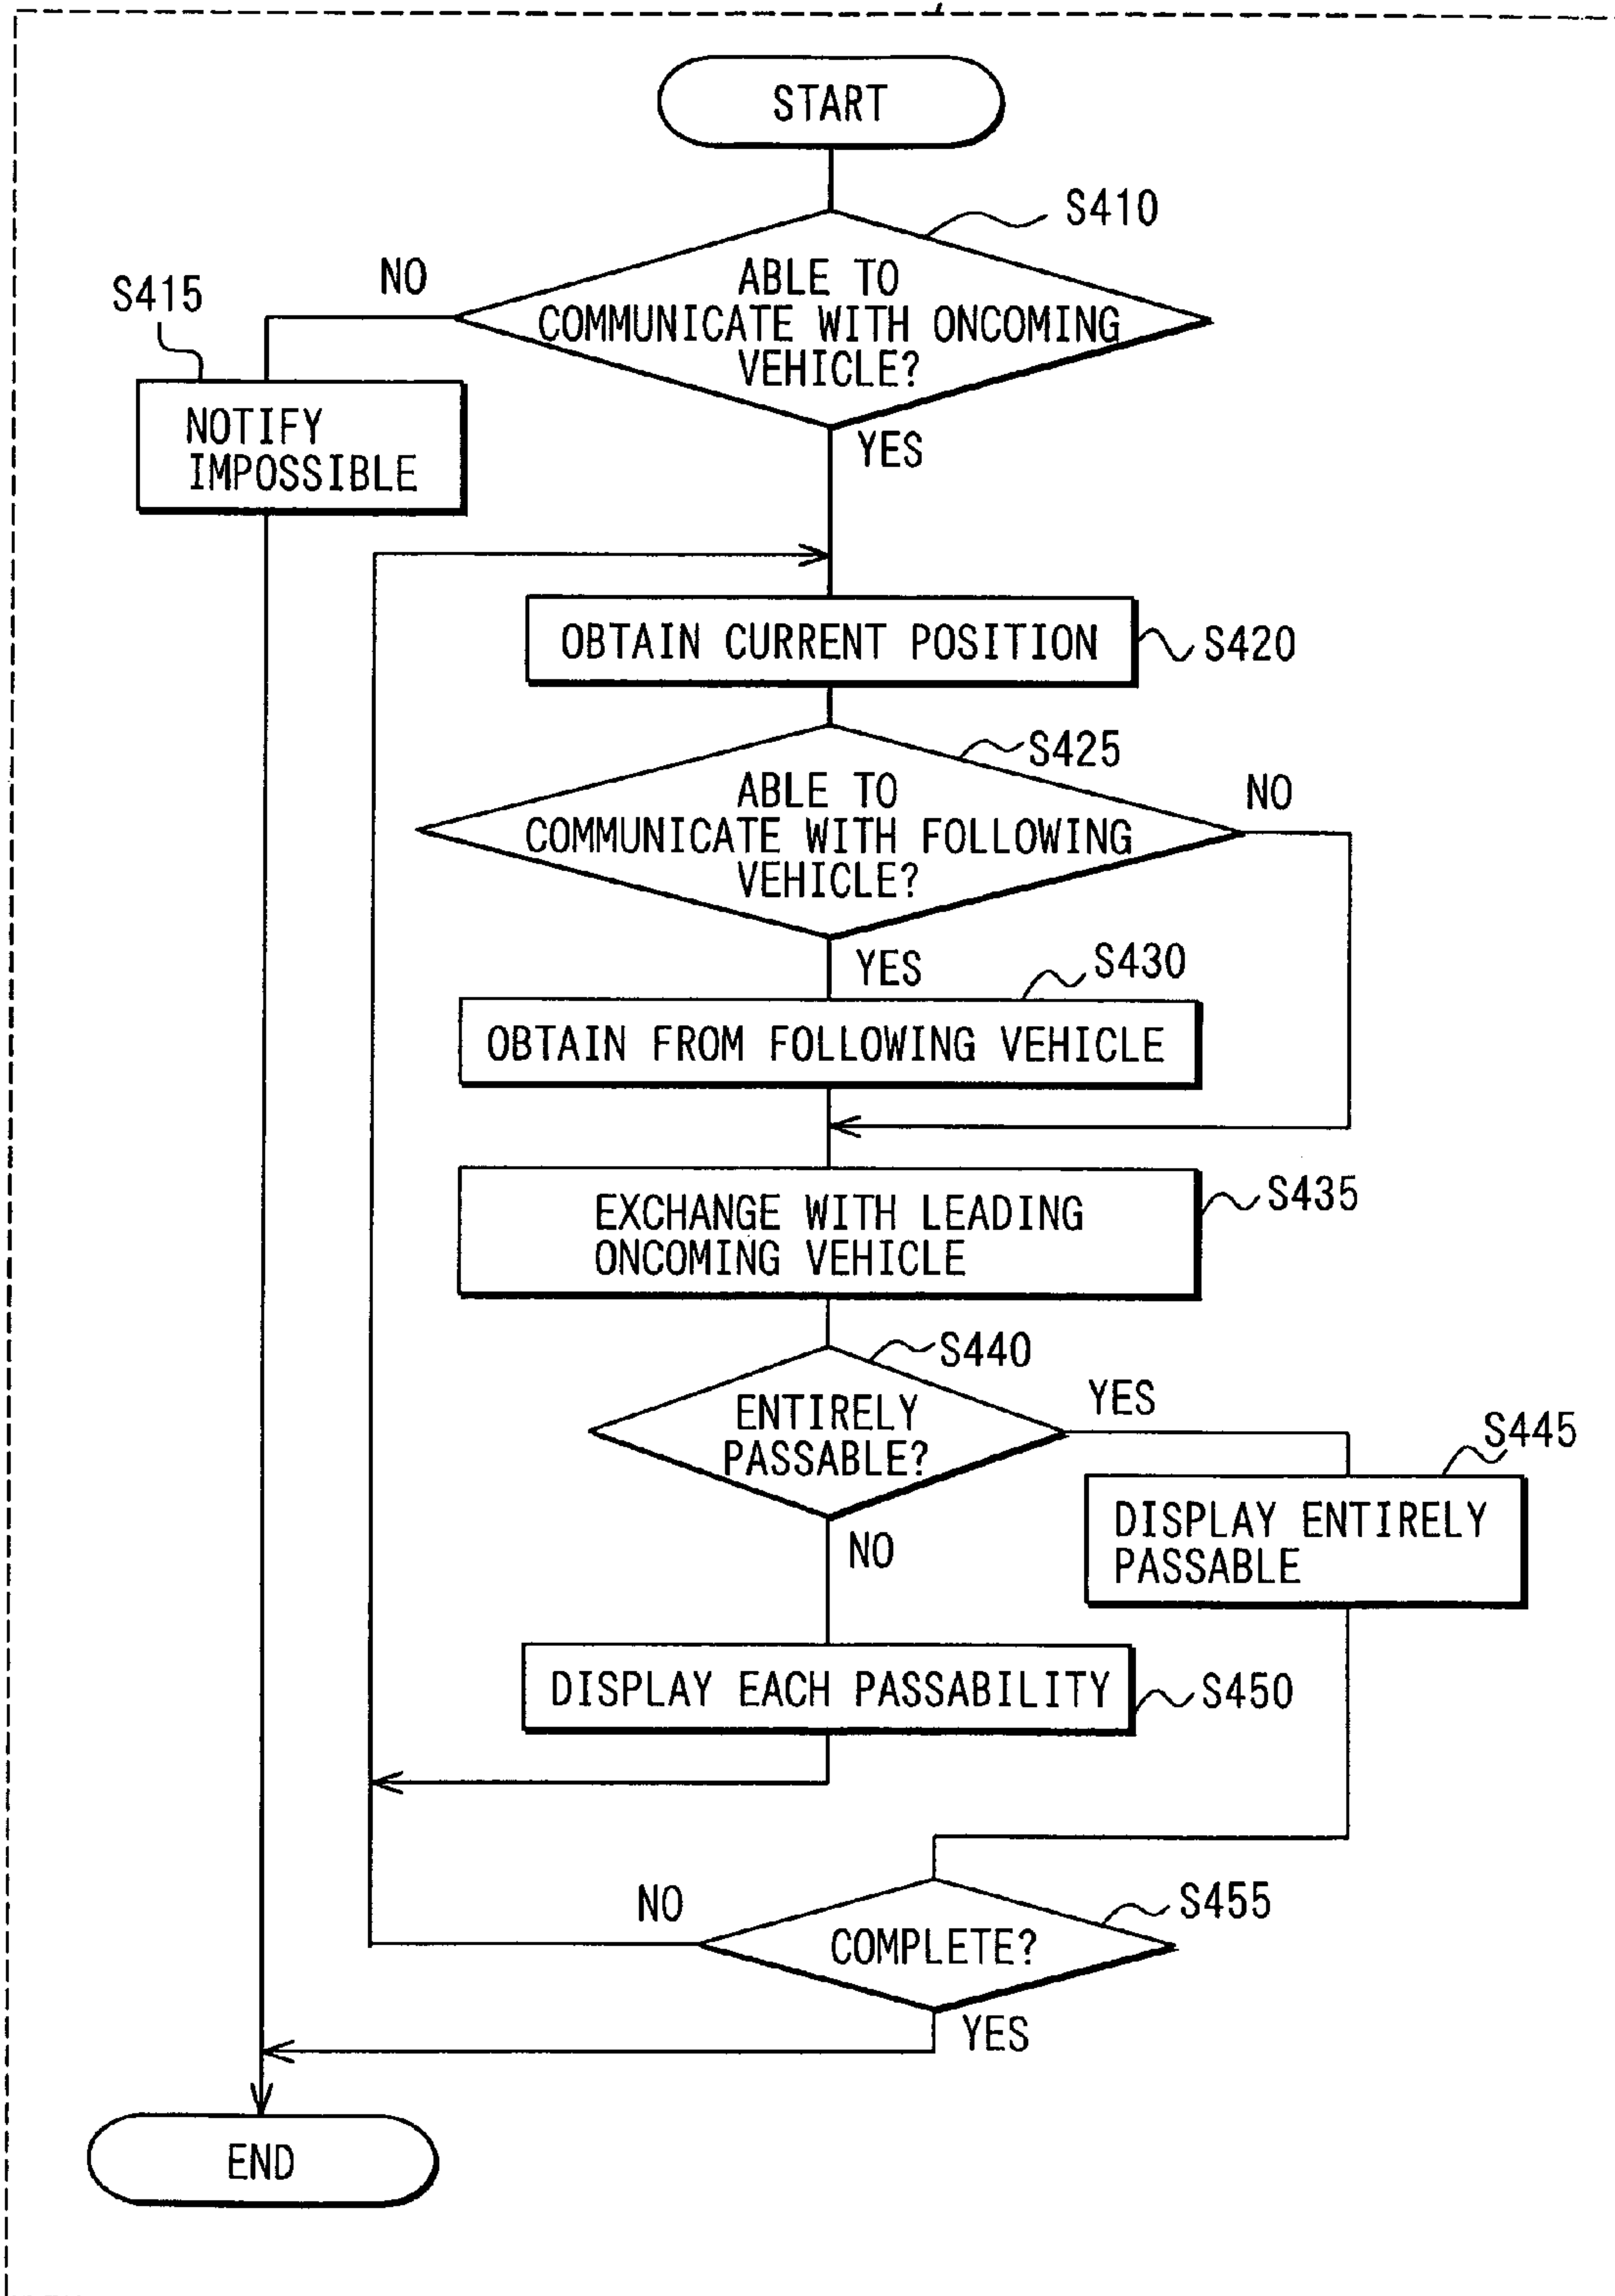 START
S410
NO
S415
ABLE TO
COMMUNICATE WITH ONCOMING
VEHICLE?
NOTIFY
IMPOSSIBLE
YES
OBTAIN CURRENT POSITION
S420
S425
NO
ABLE TO
COMMUNICATE WITH FOLLOWING
VEHICLE?
YES
S430
OBTAIN FROM FOLLOWING VEHICLE
EXCHANGE WITH LEADING
ONCOMING VEHICLE
S435
S440
YES
ENTIRELY
PASSABLE?
S445
DISPLAY ENTIRELY
PASSABLE
NO
DISPLAY EACH PASSABILITY
S450
NO
S455
COMPLETE?
YES
END